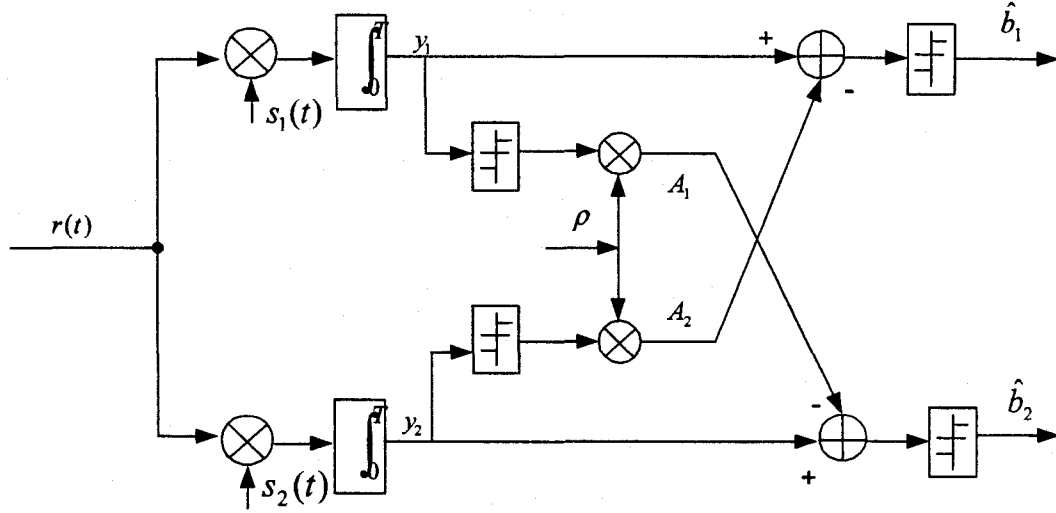 y₁
+
-
b̂₁
T
∫
0
s₁(t)
A₁
r(t)
ρ
A₂
T
∫
0
y₂
-
+
b̂₂
s₂(t)